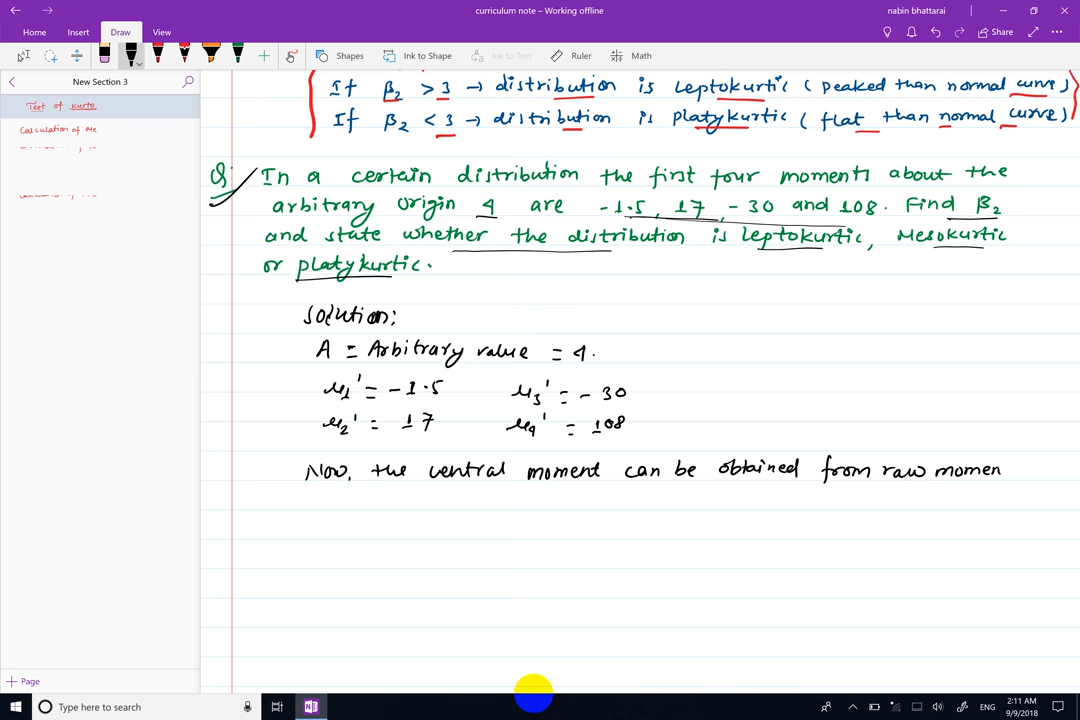 curriculum note – Working offline
nabin bhattarai
Home Insert Draw View
Share
Shapes Ink to Shape Ink to Text Ruler Math
New Section 3
Test of kurto
Calculation of Me
If β₂ > 3 → distribution is leptokurtic (peaked than normal curve)
If β₂ < 3 → distribution is platykurtic (flat than normal curve)
Q. In a certain distribution the first four moments about the
arbitrary origin 4 are -1.5, 17, -30 and 108. Find β₂
and state whether the distribution is leptokurtic, Mesokurtic
or platykurtic.
Solution:
A = Arbitrary value = 4.
μ₁' = -1.5 μ₃' = -30
μ₂' = 17 μ₄' = 108
Now, the central moment can be obtained from raw momen
+ Page
Type here to search
ENG
2:11 AM
9/9/2018